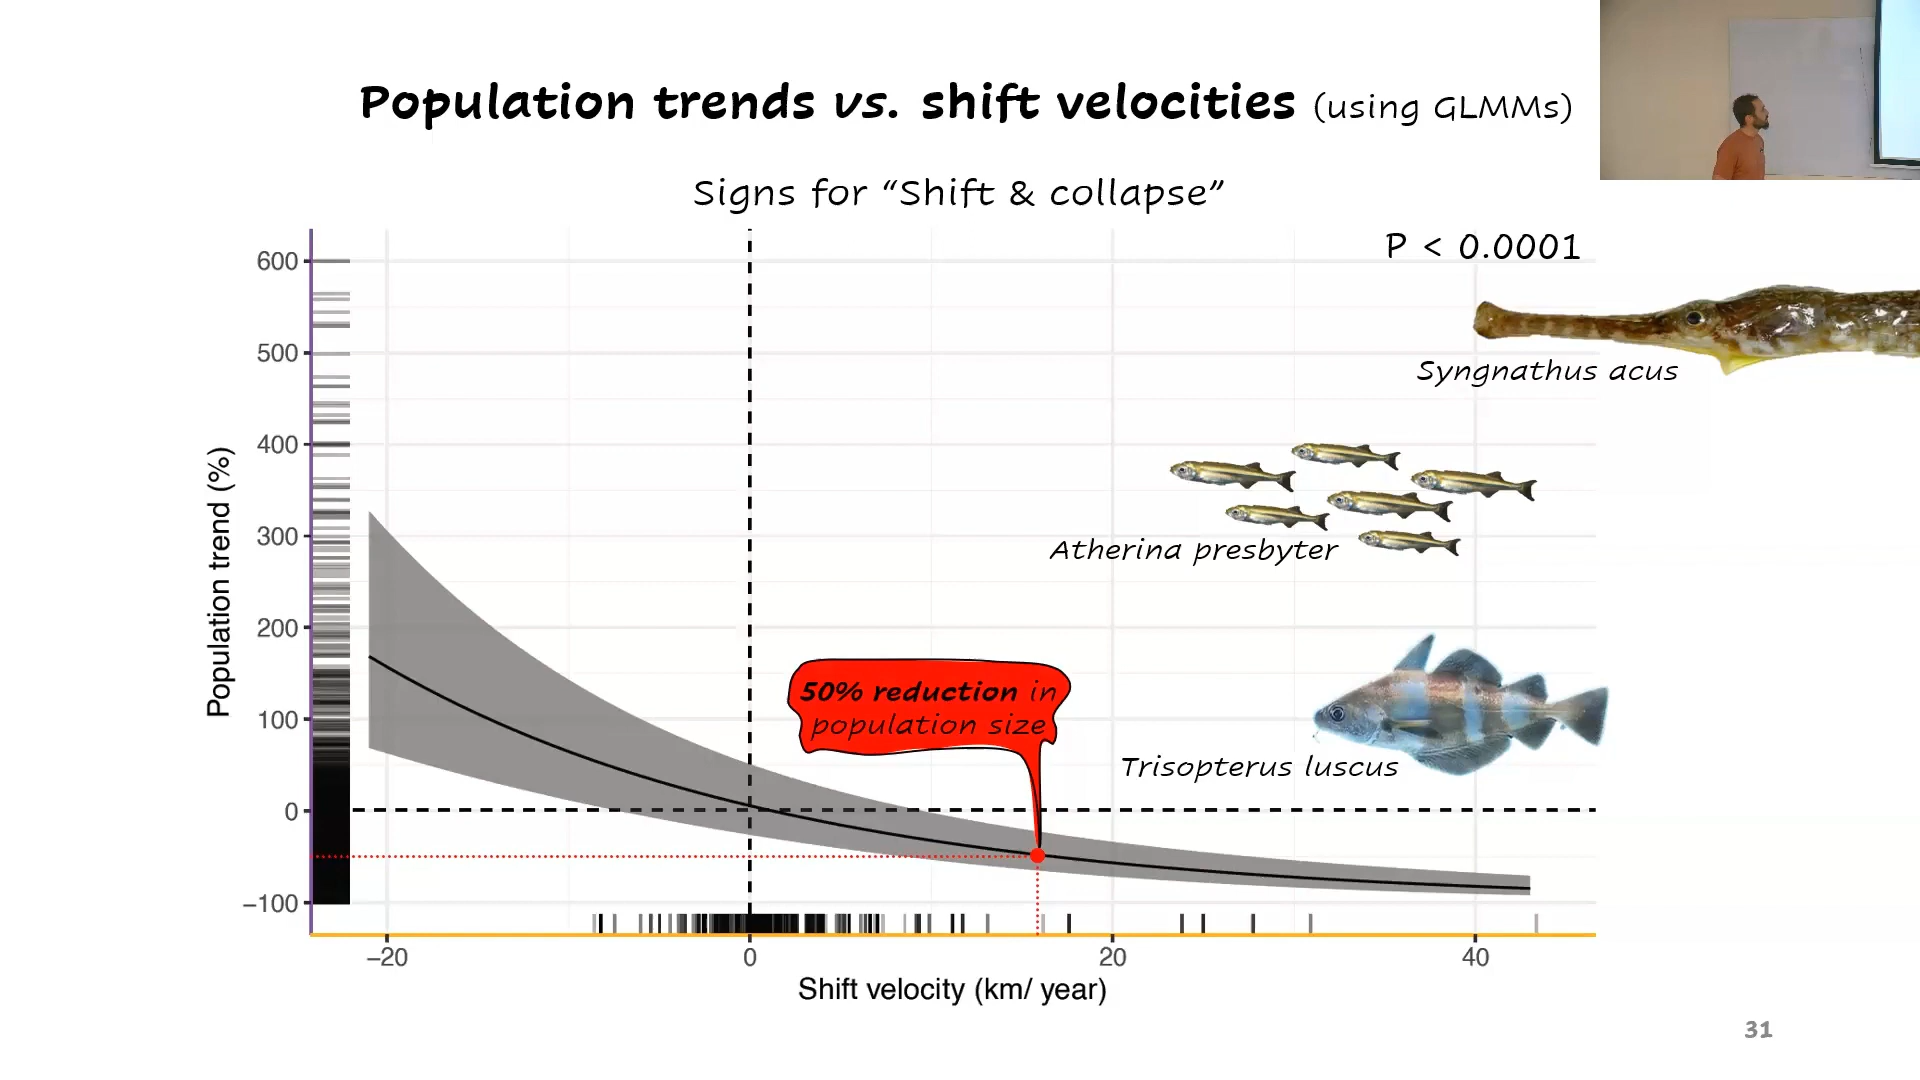 Population trends vs. shift velocities (using GLMMs)
Signs for “Shift & collapse”
P < 0.0001
600
500
400
300
200
100
0
−100
Population trend (%)
Syngnathus acus
Atherina presbyter
50% reduction in
population size
Trisopterus luscus
−20
0
20
40
Shift velocity (km/ year)
31